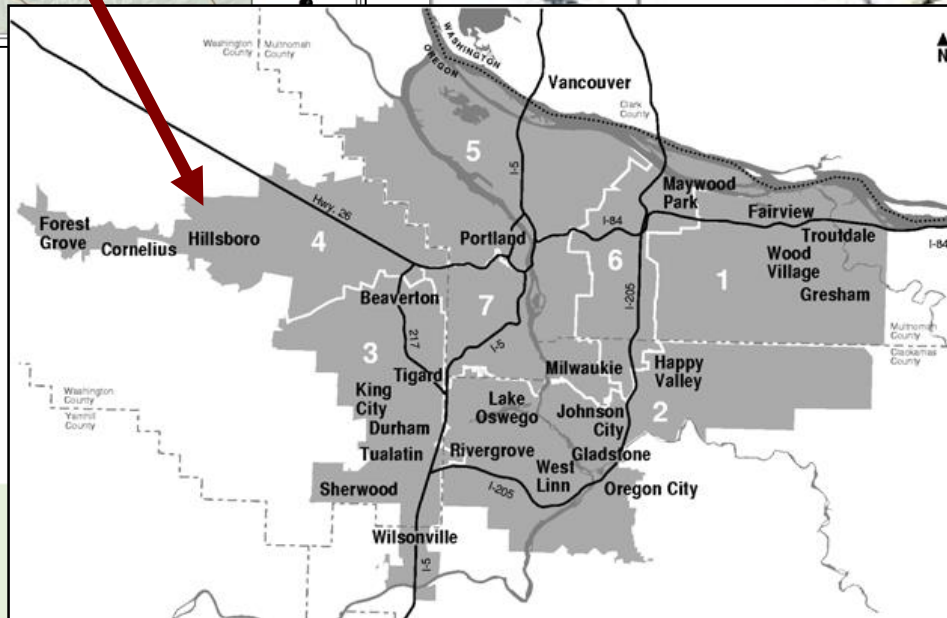 WASHINGTON
OREGON
N
Washington
County
Multnomah
County
Vancouver
Clark
County
5
I-5
Maywood
Park
Hwy. 26
Fairview
Forest
Grove
Cornelius
Hillsboro
4
Portland
I-84
Troutdale
I-84
6
Wood
Village
1
Gresham
Beaverton
7
I-205
217
I-5
Multnomah
County
Clackamas
County
3
Tigard
Milwaukie
Happy
Valley
Washington
County
Yamhill
County
King
City
Lake
Oswego
Johnson
City
2
Durham
Tualatin
Rivergrove
West
Linn
Gladstone
Sherwood
I-205
Oregon City
Wilsonville
I-5